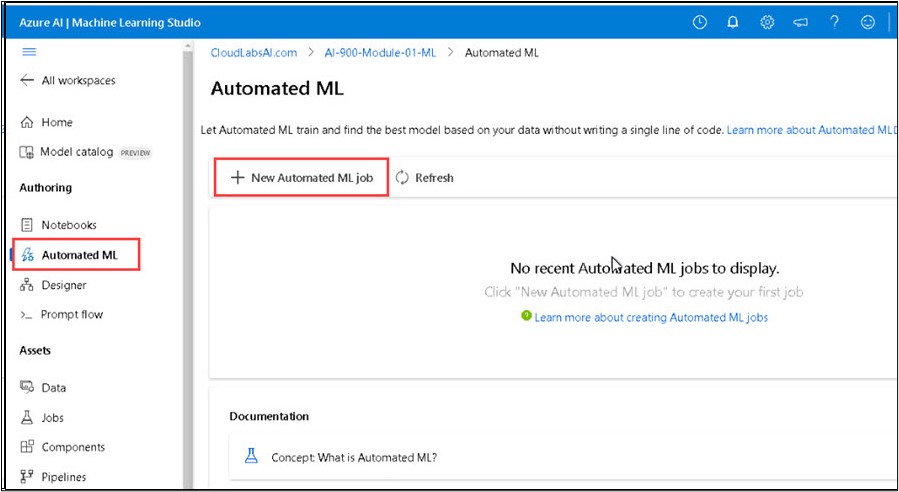 Azure AI | Machine Learning Studio
CloudLabsAI.com > AI-900-Module-01-ML > Automated ML
All workspaces
Home
Model catalog PREVIEW
Authoring
Notebooks
Automated ML
Designer
Prompt flow
Assets
Data
Jobs
Components
Pipelines
Automated ML
Let Automated ML train and find the best model based on your data without writing a single line of code. Learn more about Automated ML
New Automated ML job
Refresh
No recent Automated ML jobs to display.
Click "New Automated ML job" to create your first job
Learn more about creating Automated ML jobs
Documentation
Concept: What is Automated ML?